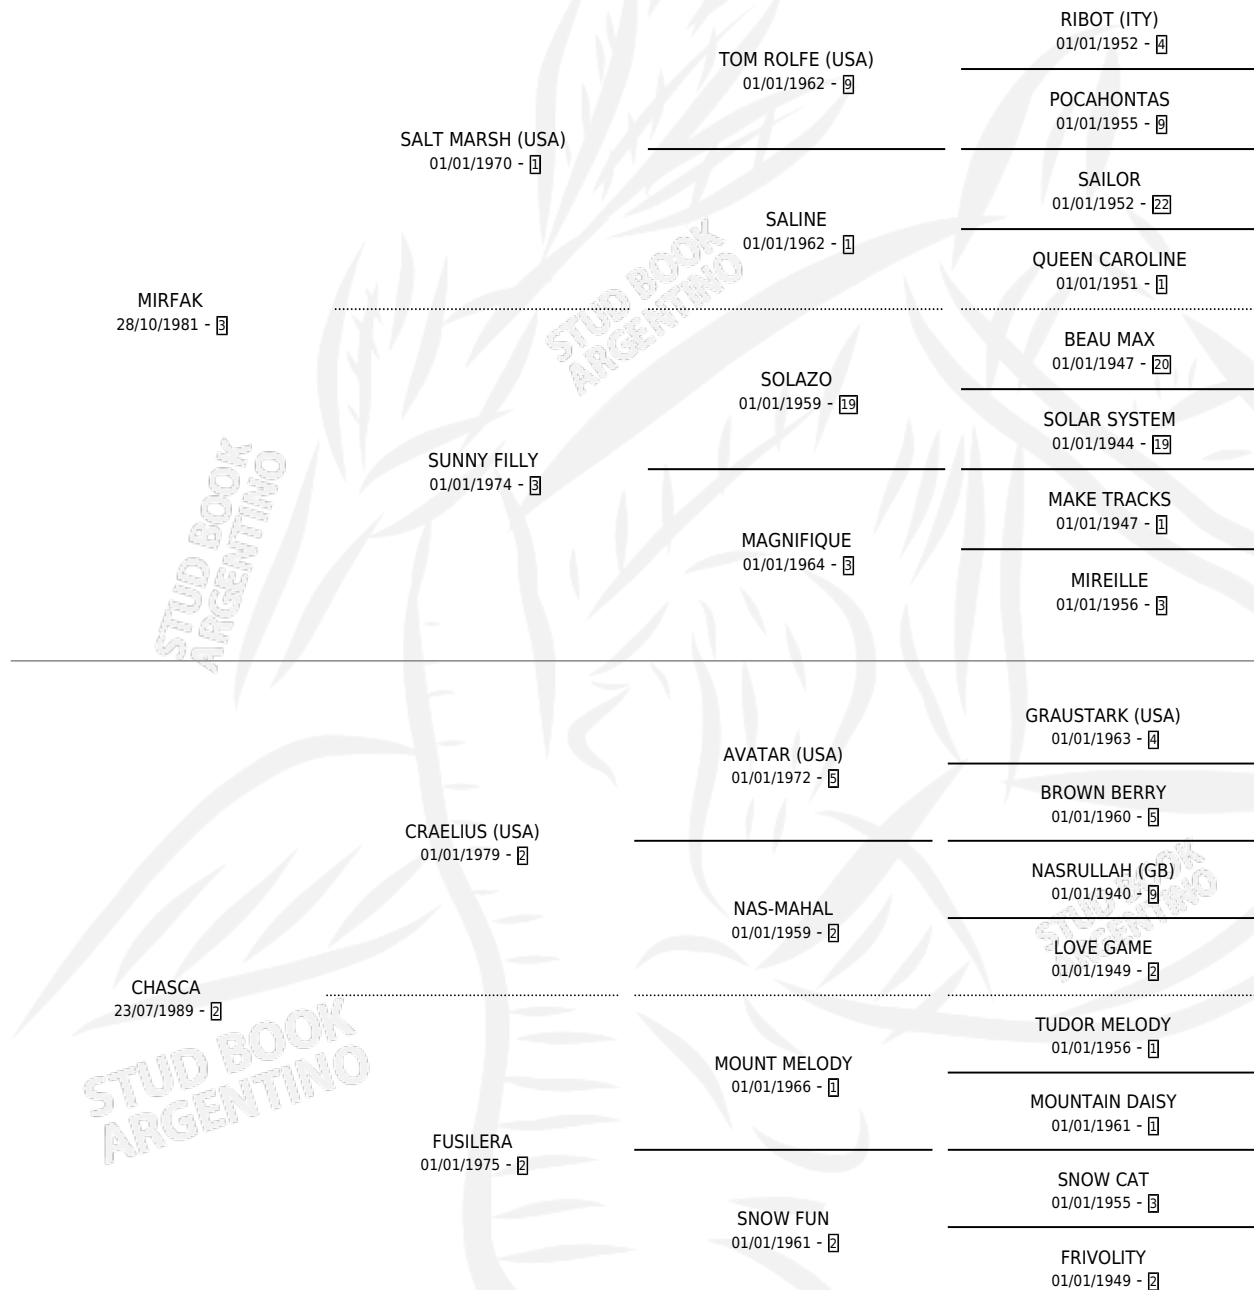 RIBOT (ITY)
01/01/1952 - 4
TOM ROLFE (USA)
01/01/1962 - 9
POCAHONTAS
01/01/1955 - 9
SALT MARSH (USA)
01/01/1970 - 1
SAILOR
01/01/1952 - 22
SALINE
01/01/1962 - 1
QUEEN CAROLINE
01/01/1951 - 1
MIRFAK
28/10/1981 - 3
BEAU MAX
01/01/1947 - 20
SOLAZO
01/01/1959 - 19
SOLAR SYSTEM
01/01/1944 - 19
SUNNY FILLY
01/01/1974 - 3
MAKE TRACKS
01/01/1947 - 1
MAGNIFIQUE
01/01/1964 - 3
MIREILLE
01/01/1956 - 3
STUD BOOK
ARGENTINO
STUD BOOK
ARGENTINO
GRAUSTARK (USA)
01/01/1963 - 4
AVATAR (USA)
01/01/1972 - 5
BROWN BERRY
01/01/1960 - 5
CRAELIUS (USA)
01/01/1979 - 2
NASRULLAH (GB)
01/01/1940 - 9
NAS-MAHAL
01/01/1959 - 2
LOVE GAME
01/01/1949 - 2
CHASCA
23/07/1989 - 2
TUDOR MELODY
01/01/1956 - 1
MOUNT MELODY
01/01/1966 - 1
MOUNTAIN DAISY
01/01/1961 - 1
FUSILERA
01/01/1975 - 2
SNOW CAT
01/01/1955 - 3
SNOW FUN
01/01/1961 - 2
FRIVOLITY
01/01/1949 - 2
STUD BOOK
ARGENTINO
STUD BOOK
ARGENTINO